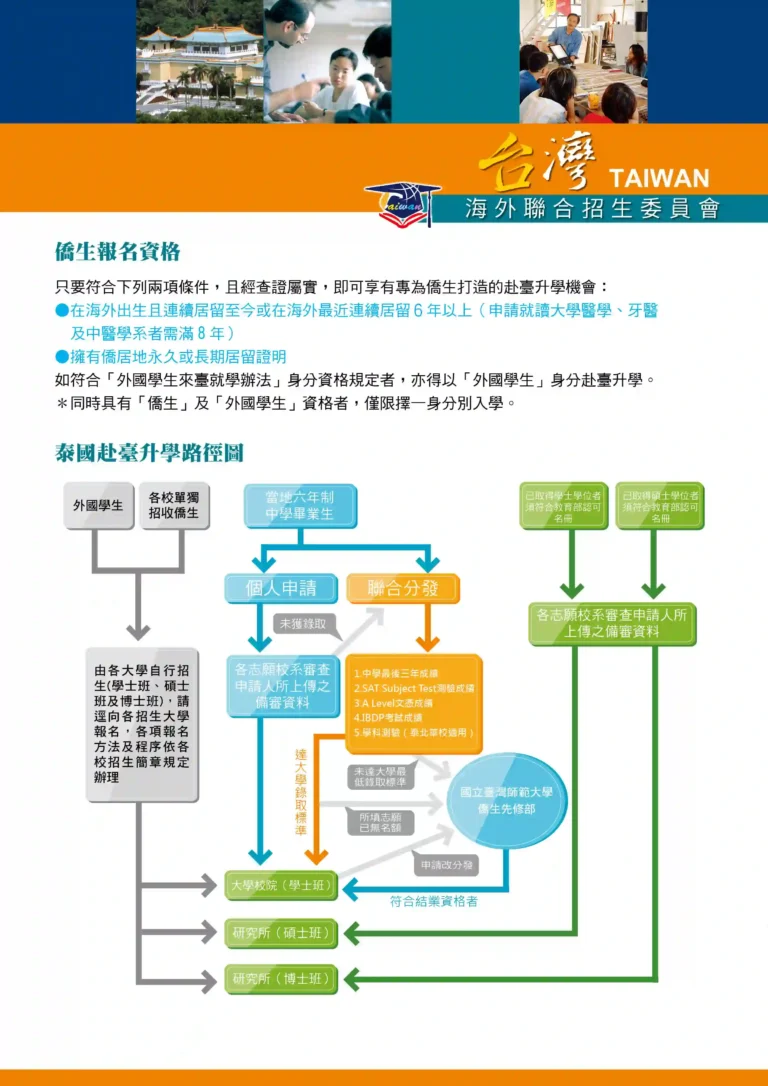 台灣 TAIWAN
Taiwan
海外聯合招生委員會
僑生報名資格
只要符合下列兩項條件，且經查證屬實，即可享有專為僑生打造的赴臺升學機會：
●在海外出生且連續居留至今或在海外最近連續居留 6 年以上（申請就讀大學醫學、牙醫
及中醫學系者需滿 8 年）
●擁有僑居地永久或長期居留證明
如符合「外國學生來臺就學辦法」身分資格規定者，亦得以「外國學生」身分赴臺升學。
＊同時具有「僑生」及「外國學生」資格者，僅限擇一身分別入學。
泰國赴臺升學路徑圖
外國學生
各校單獨
招收僑生
當地六年制
中學畢業生
已取得學士學位者
須符合教育部認可
名冊
已取得碩士學位者
須符合教育部認可
名冊
個人申請
聯合分發
未獲錄取
各志願校系審查申請人所
上傳之備審資料
由各大學自行招
生(學士班、碩士
班及博士班)，請
逕向各招生大學
報名，各項報名
方法及程序依各
校招生簡章規定
辦理
各志願校系審查
申請人所上傳之
備審資料
1.中學最後三年成績
2.SAT Subject Test測驗成績
3.A Level文憑成績
4.IBDP考試成績
5.學科測驗（泰北華校適用）
達大學錄取標準
未達大學最
低錄取標準
所填志願
已無名額
申請改分發
國立臺灣師範大學
僑生先修部
符合結業資格者
大學校院（學士班）
研究所（碩士班）
研究所（博士班）